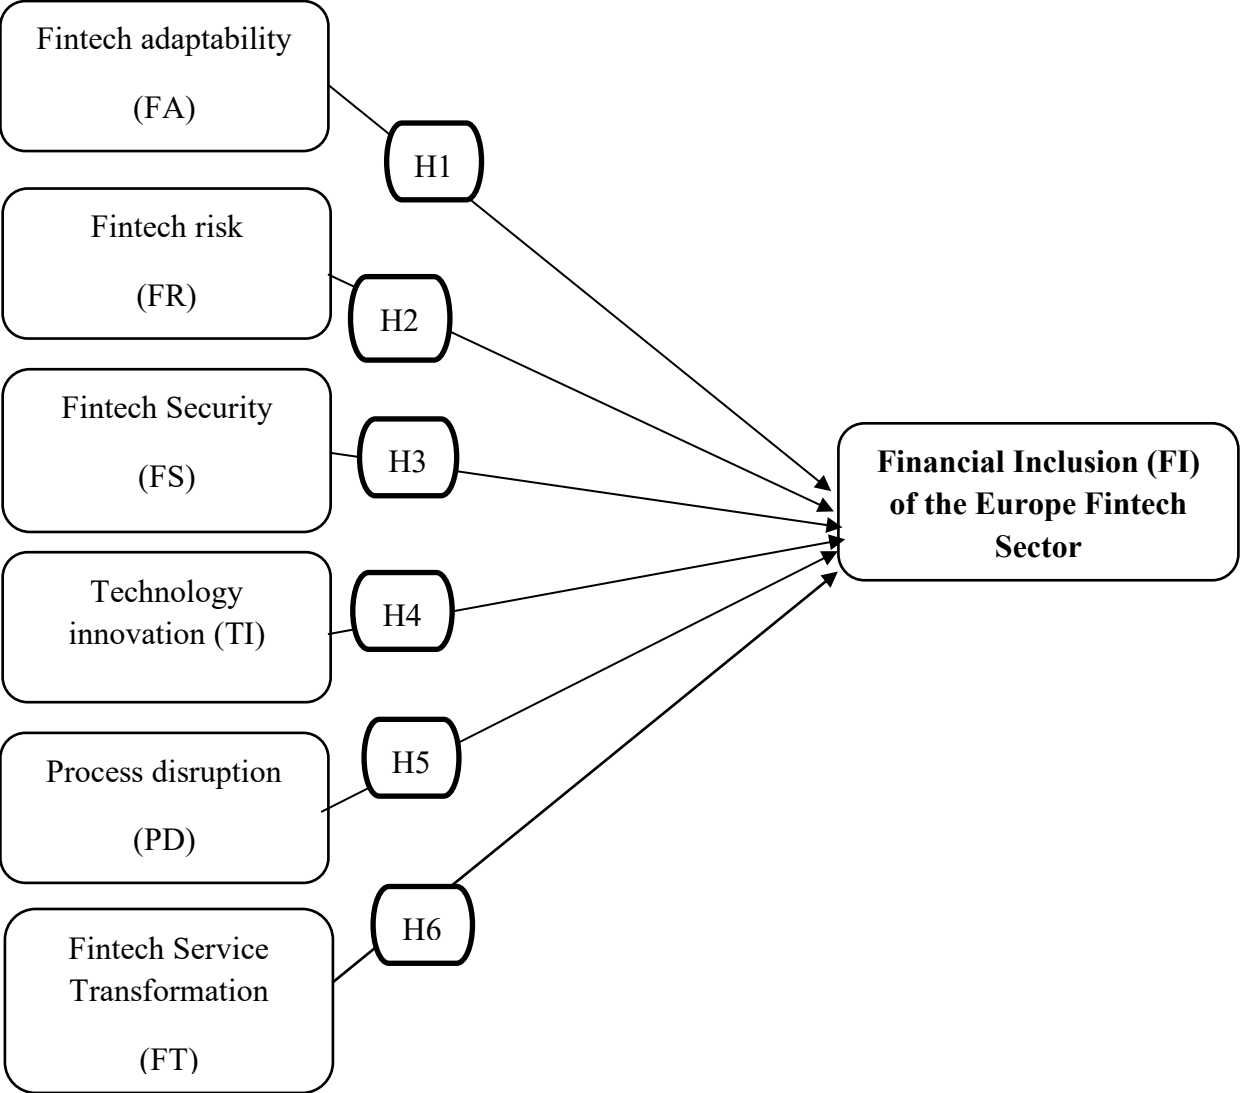 Fintech adaptability
(FA)
H1
Fintech risk
(FR)
H2
Fintech Security
(FS)
H3
Technology
innovation (TI)
H4
Process disruption
(PD)
H5
Fintech Service
Transformation
(FT)
H6
Financial Inclusion (FI)
of the Europe Fintech
Sector